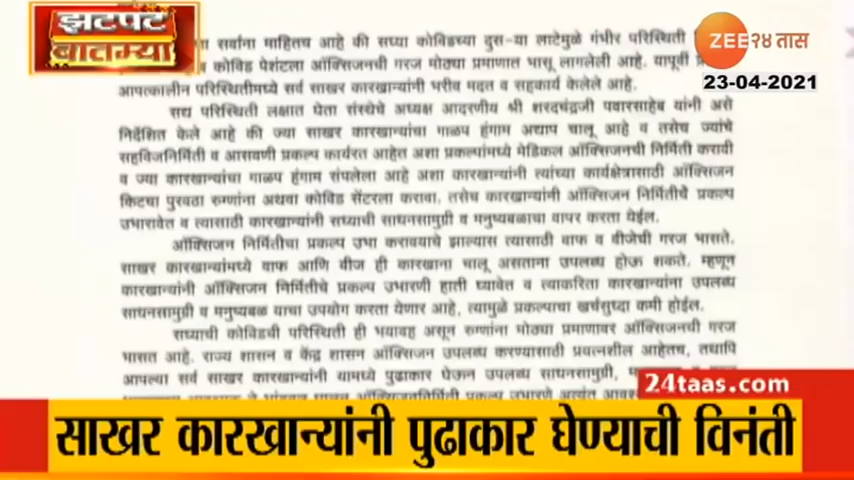 झटपट
बातम्या
ZEE २४ तास
23-04-2021
सर्वांना माहितच आहे की सध्या कोविडच्या दुस-या लाटेमुळे गंभीर परिस्थिती
कोविड पेशंटला ऑक्सिजनची गरज मोठ्या प्रमाणात भासू लागलेली आहे. यापूर्वी
आपत्कालीन परिस्थितीमध्ये सर्व साखर कारखान्यांनी भरीव मदत व सहकार्य केलेले आहे.
सद्य परिस्थिती लक्षात घेता संस्थेचे अध्यक्ष आदरणीय श्री शरदचंद्रजी पवारसाहेब यांनी असे
निर्देशित केले आहे की ज्या साखर कारखान्यांचा गाळप हंगाम अद्याप चालू आहे व तसेच ज्यांचे
सहविजनिर्मिती व आसवणी प्रकल्प कार्यरत आहेत अशा प्रकल्पांमध्ये मेडिकल ऑक्सिजनची निर्मिती करावी
व ज्या कारखान्यांचा गाळप हंगाम संपलेला आहे अशा कारखान्यांनी त्यांच्या कार्यक्षेत्रासाठी ऑक्सिजन
किटचा पुरवठा रुग्णांना अथवा कोविड सेंटरला करावा. तसेच कारखान्यांनी ऑक्सिजन निर्मितीचे प्रकल्प
उभारावेत व त्यासाठी कारखान्यांनी सध्याची साधनसामुग्री व मनुष्यबळाचा वापर करता येईल.
ऑक्सिजन निर्मितीचा प्रकल्प उभा करावयाचे झाल्यास त्यासाठी वाफ व वीजेची गरज भासते.
साखर कारखान्यांमध्ये वाफ आणि वीज ही कारखाना चालू असताना उपलब्ध होऊ शकते. म्हणून
कारखान्यांनी ऑक्सिजन निर्मितीचे प्रकल्प उभारणी हाती घ्यावेत व त्याकरिता कारखान्यांना उपलब्ध
साधनसामुग्री व मनुष्यबळ याचा उपयोग करता येणार आहे, त्यामुळे प्रकल्पाचा खर्चसुध्दा कमी होईल.
सध्याची कोविडची परिस्थिती ही भयावह असून रुग्णांना मोठ्या प्रमाणावर ऑक्सिजनची गरज
भासत आहे. राज्य शासन व केंद्र शासन ऑक्सिजन उपलब्ध करण्यासाठी प्रयत्नशील आहेतच, तथापि
आपल्या सर्व साखर कारखान्यांनी यामध्ये पुढाकार घेऊन उपलब्ध साधनसामुग्री,
24taas.com
साखर कारखान्यांनी पुढाकार घेण्याची विनंती